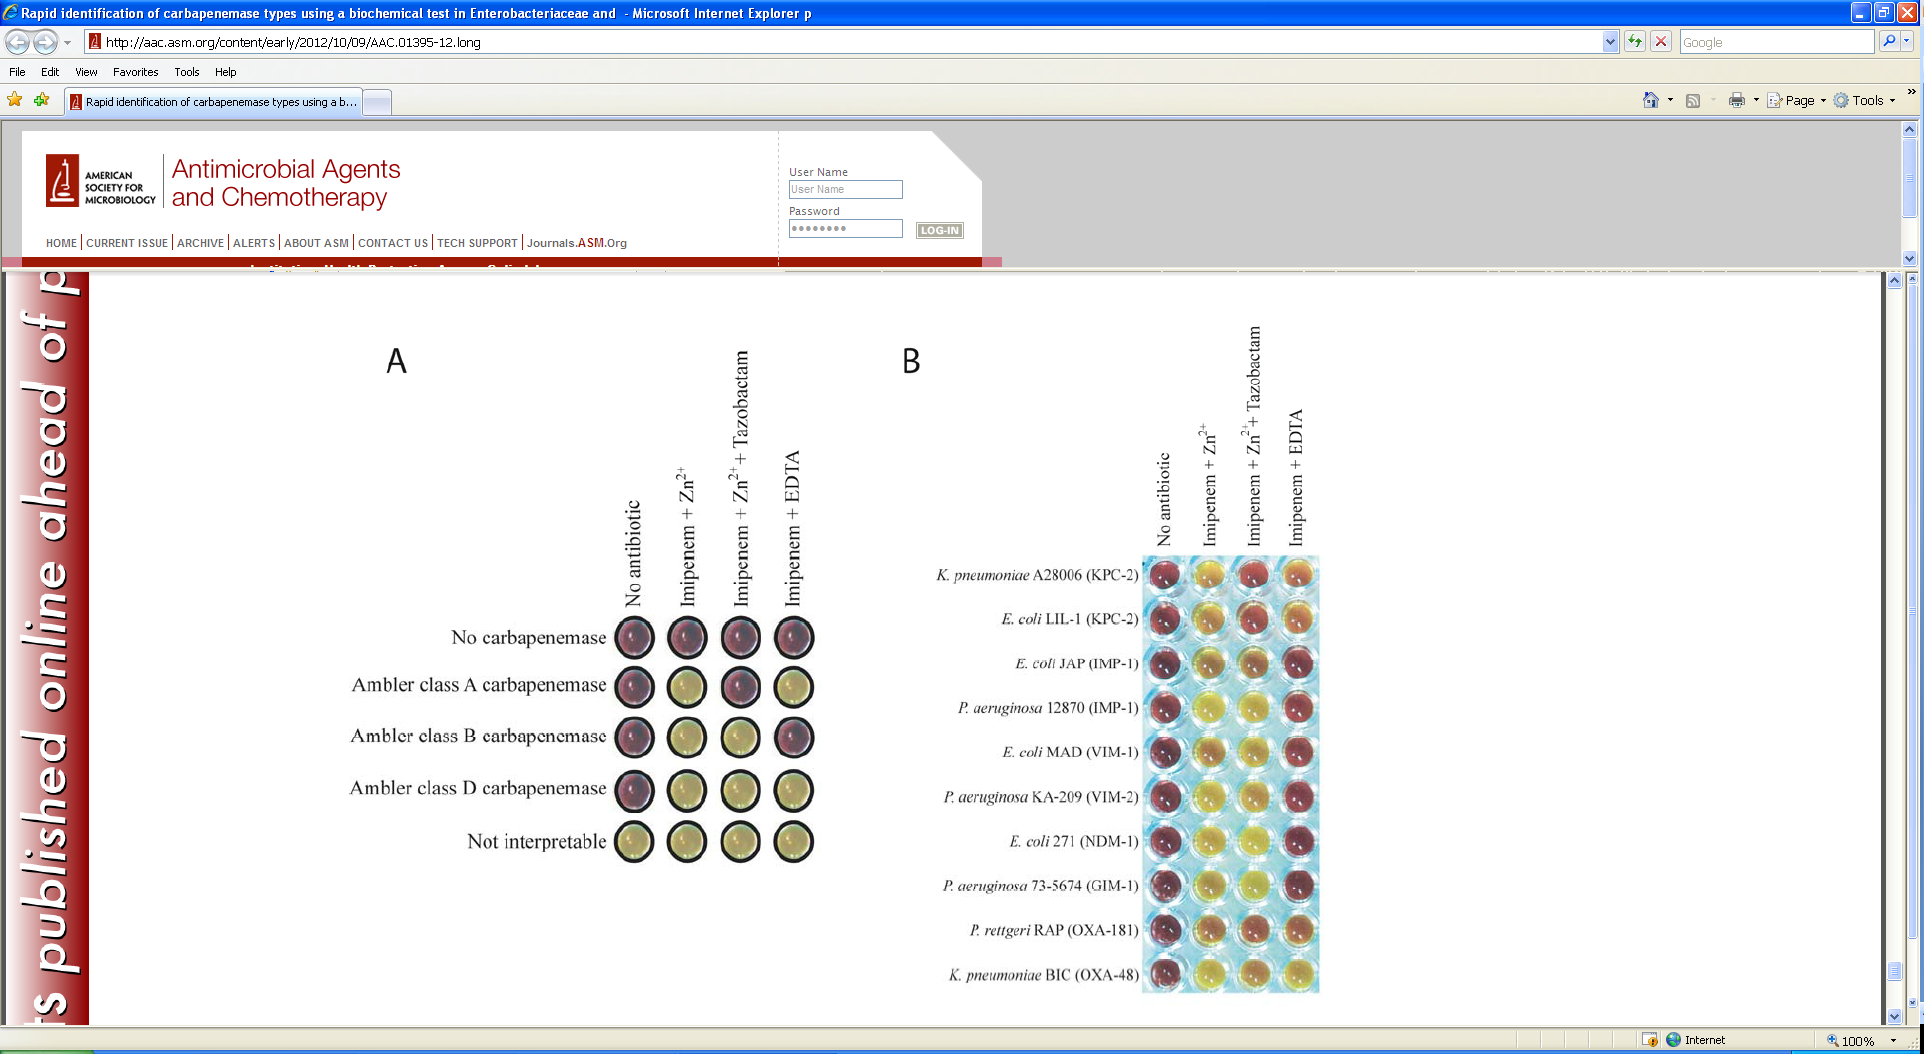 Rapid identification of carbapenemase types using a biochemical test in Enterobacteriaceae and - Microsoft Internet Explorer p
http://aac.asm.org/content/early/2012/10/09/AAC.01395-12.long
Google
File Edit View Favorites Tools Help
Rapid identification of carbapenemase types using a b...
Page Tools
AMERICAN
SOCIETY FOR
MICROBIOLOGY
Antimicrobial Agents
and Chemotherapy
User Name
User Name
Password
LOG-IN
HOME CURRENT ISSUE ARCHIVE ALERTS ABOUT ASM CONTACT US TECH SUPPORT Journals.ASM.Org
published online ahead of p
A
No antibiotic
Imipenem + Zn2+
Imipenem + Zn2+ + Tazobactam
Imipenem + EDTA
No carbapenemase
Ambler class A carbapenemase
Ambler class B carbapenemase
Ambler class D carbapenemase
Not interpretable
B
No antibiotic
Imipenem + Zn2+
Imipenem + Zn2+ + Tazobactam
Imipenem + EDTA
K. pneumoniae A28006 (KPC-2)
E. coli LIL-1 (KPC-2)
E. coli JAP (IMP-1)
P. aeruginosa 12870 (IMP-1)
E. coli MAD (VIM-1)
P. aeruginosa KA-209 (VIM-2)
E. coli 271 (NDM-1)
P. aeruginosa 73-5674 (GIM-1)
P. rettgeri RAP (OXA-181)
K. pneumoniae BIC (OXA-48)
Internet
100%